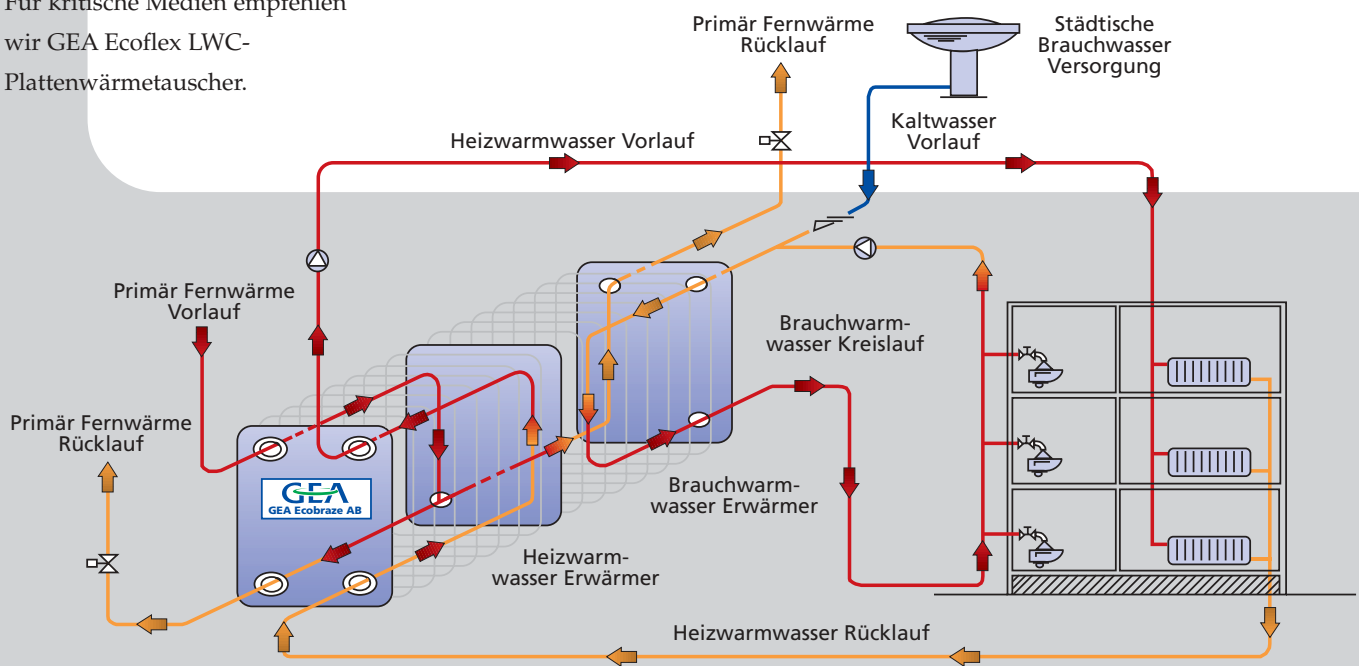 Für kritische Medien empfehlen
wir GEA Ecoflex LWC-
Plattenwärmetauscher.
Primär Fernwärme
Rücklauf
Städtische
Brauchwasser
Versorgung
Kaltwasser
Vorlauf
Heizwarmwasser Vorlauf
Primär Fernwärme
Vorlauf
Brauchwarm-
wasser Kreislauf
Primär Fernwärme
Rücklauf
GEA
GEA Ecobraze AB
Brauchwarm-
wasser Erwärmer
Heizwarm-
wasser Erwärmer
Heizwarmwasser Rücklauf